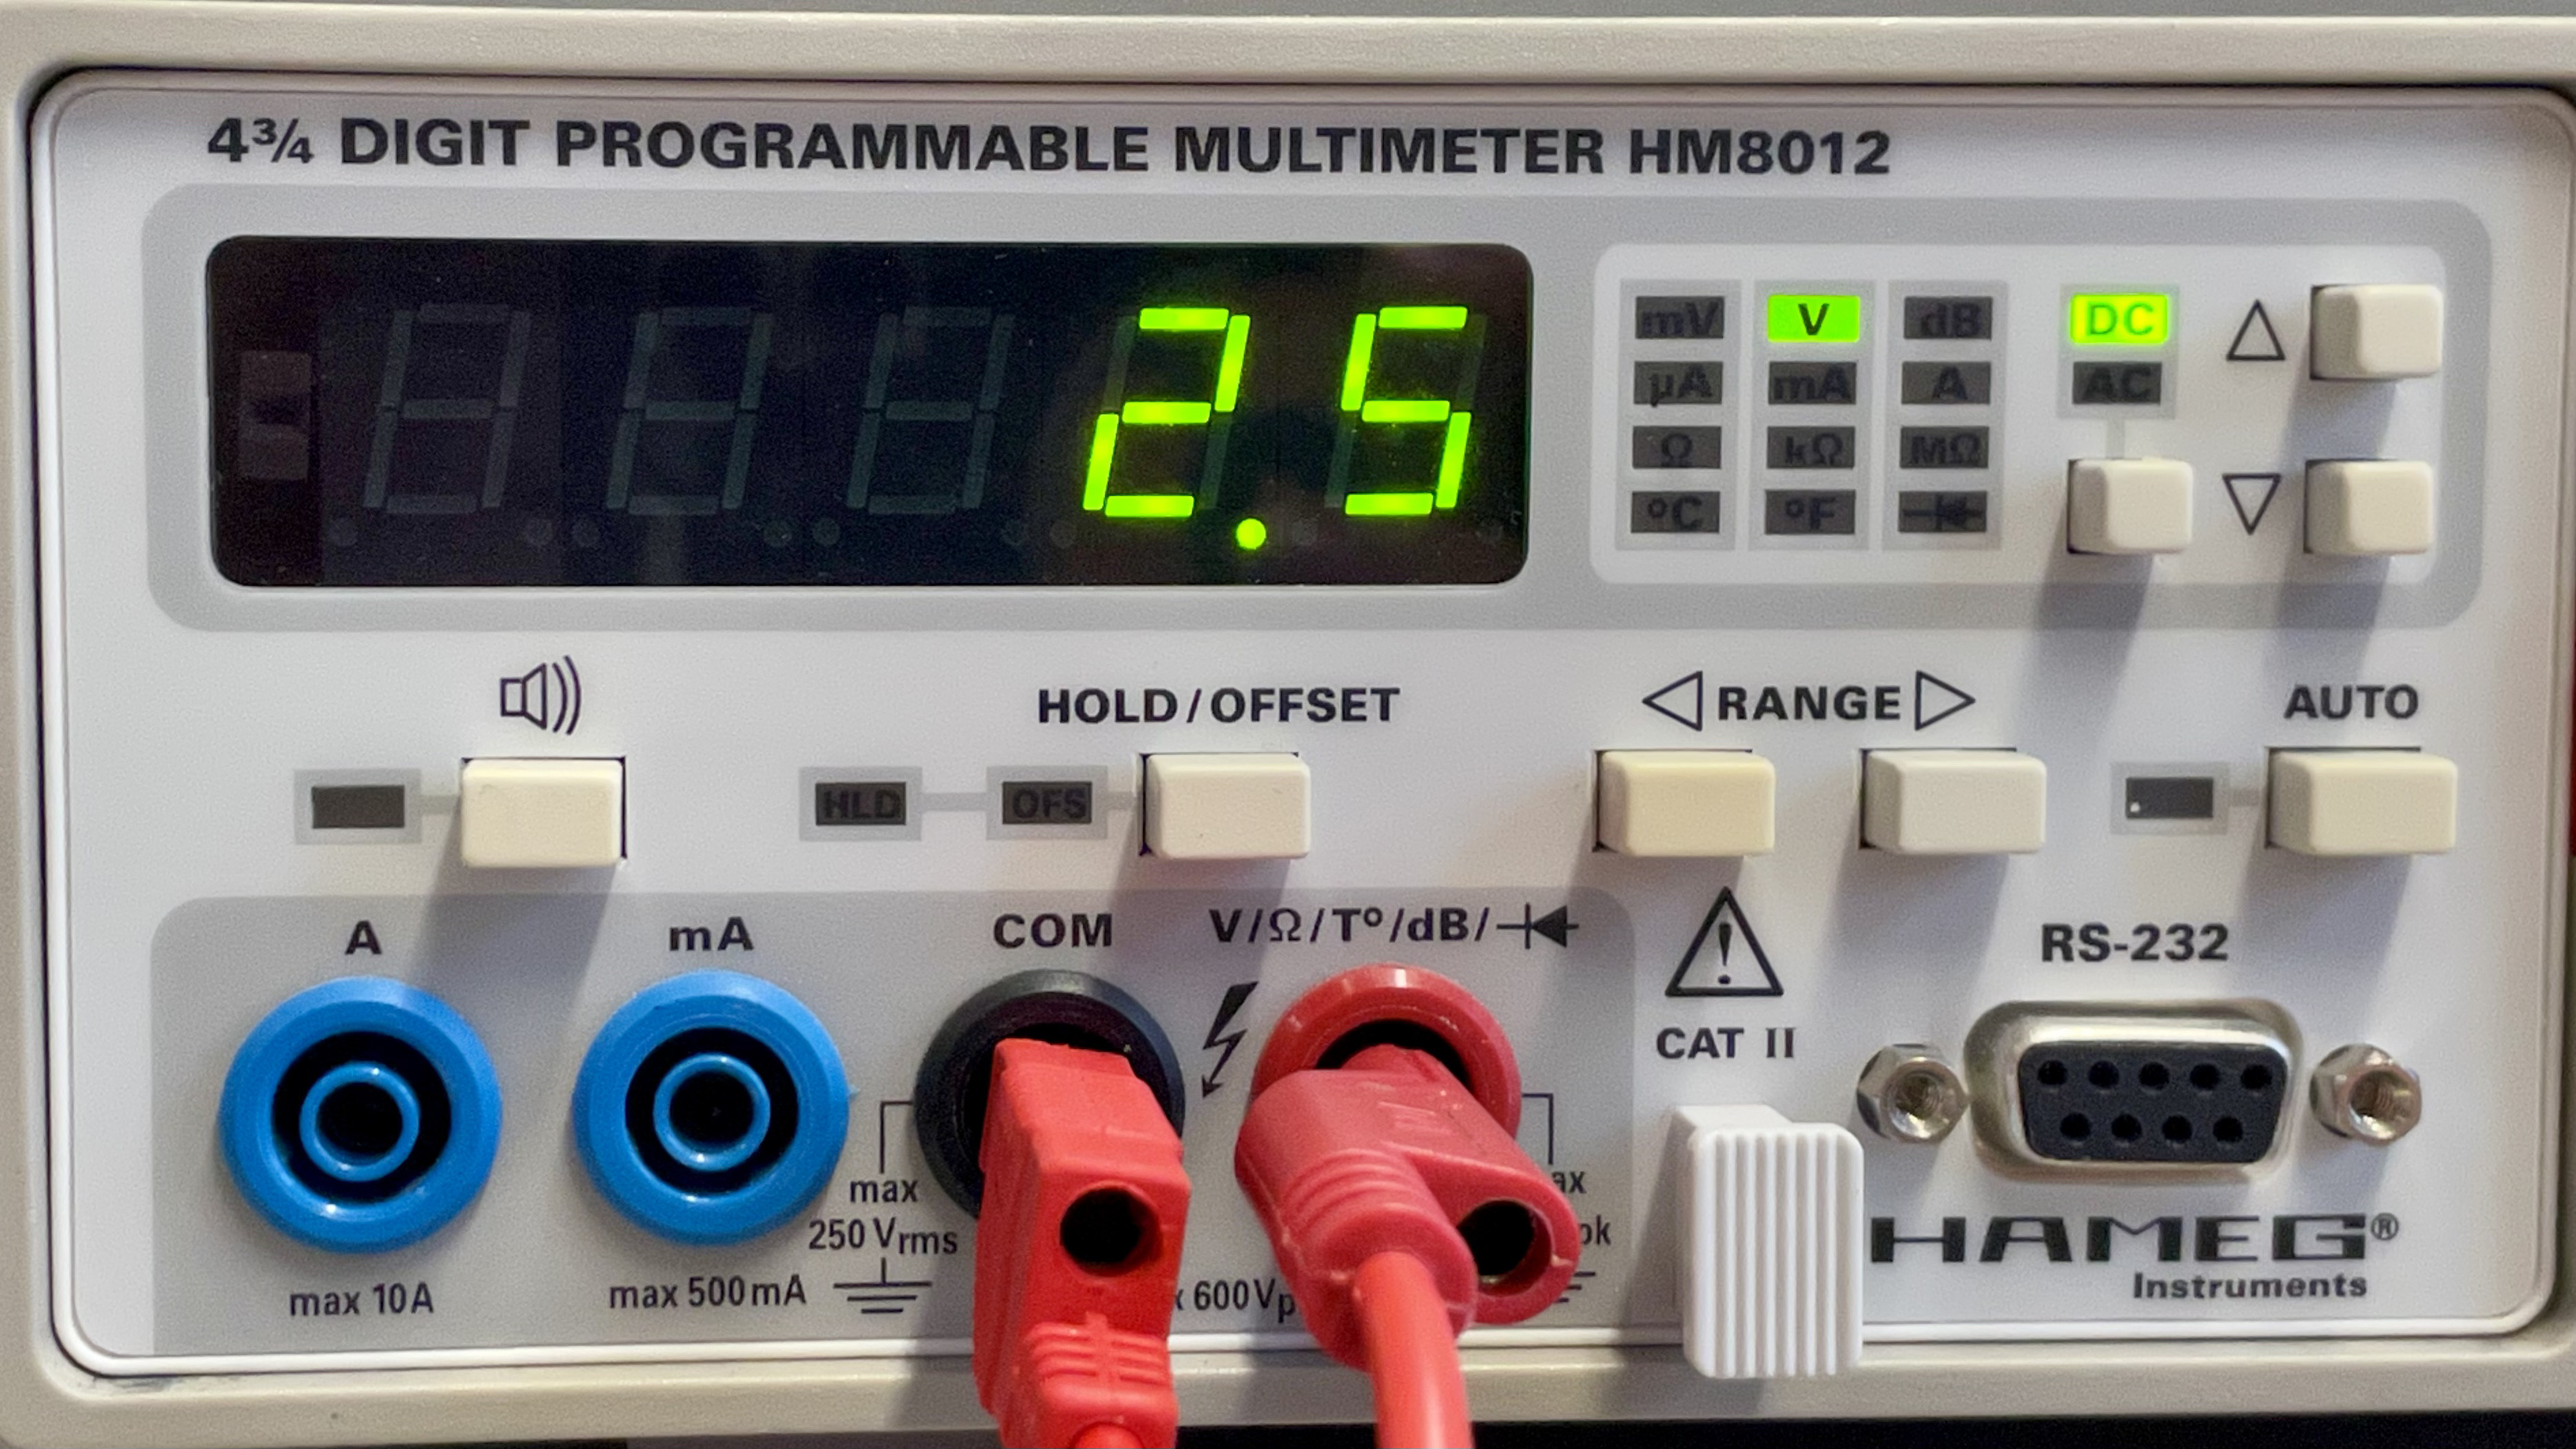 4¾ DIGIT PROGRAMMABLE MULTIMETER HM8012
2.5
mV V dB DC
µA mA A AC
Ω kΩ MΩ
°C °F
HOLD/OFFSET
RANGE
AUTO
HLD OFS
A mA COM V/Ω/T°/dB/
CAT II
RS-232
max
250 Vrms
max 10A
max 500mA
600Vp
HAMEG®
Instruments